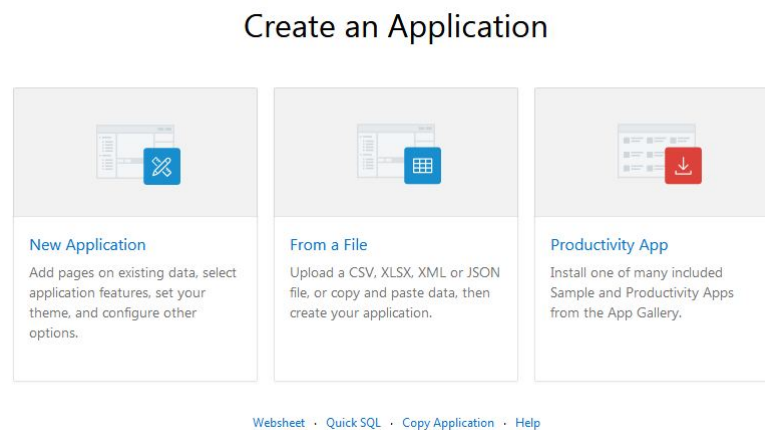 Create an Application
New Application
Add pages on existing data, select
application features, set your
theme, and configure other
options.
From a File
Upload a CSV, XLSX, XML or JSON
file, or copy and paste data, then
create your application.
Productivity App
Install one of many included
Sample and Productivity Apps
from the App Gallery.
Websheet · Quick SQL · Copy Application · Help